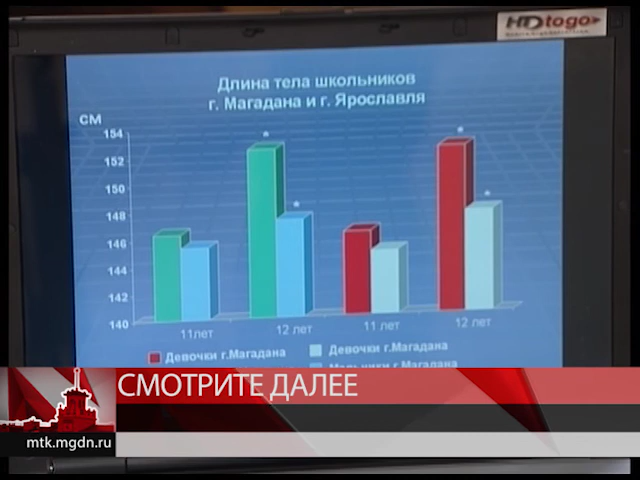 HDtogo
Длина тела школьников
г. Магадана и г. Ярославля
СМ
154
152
150
148
146
144
142
140
* * * *
11лет 12 лет 11 лет 12 лет
Девочки г.Магадана Девочки г.Магадана
г.Магадана
СМОТРИТЕ ДАЛЕЕ
mtk.mgdn.ru